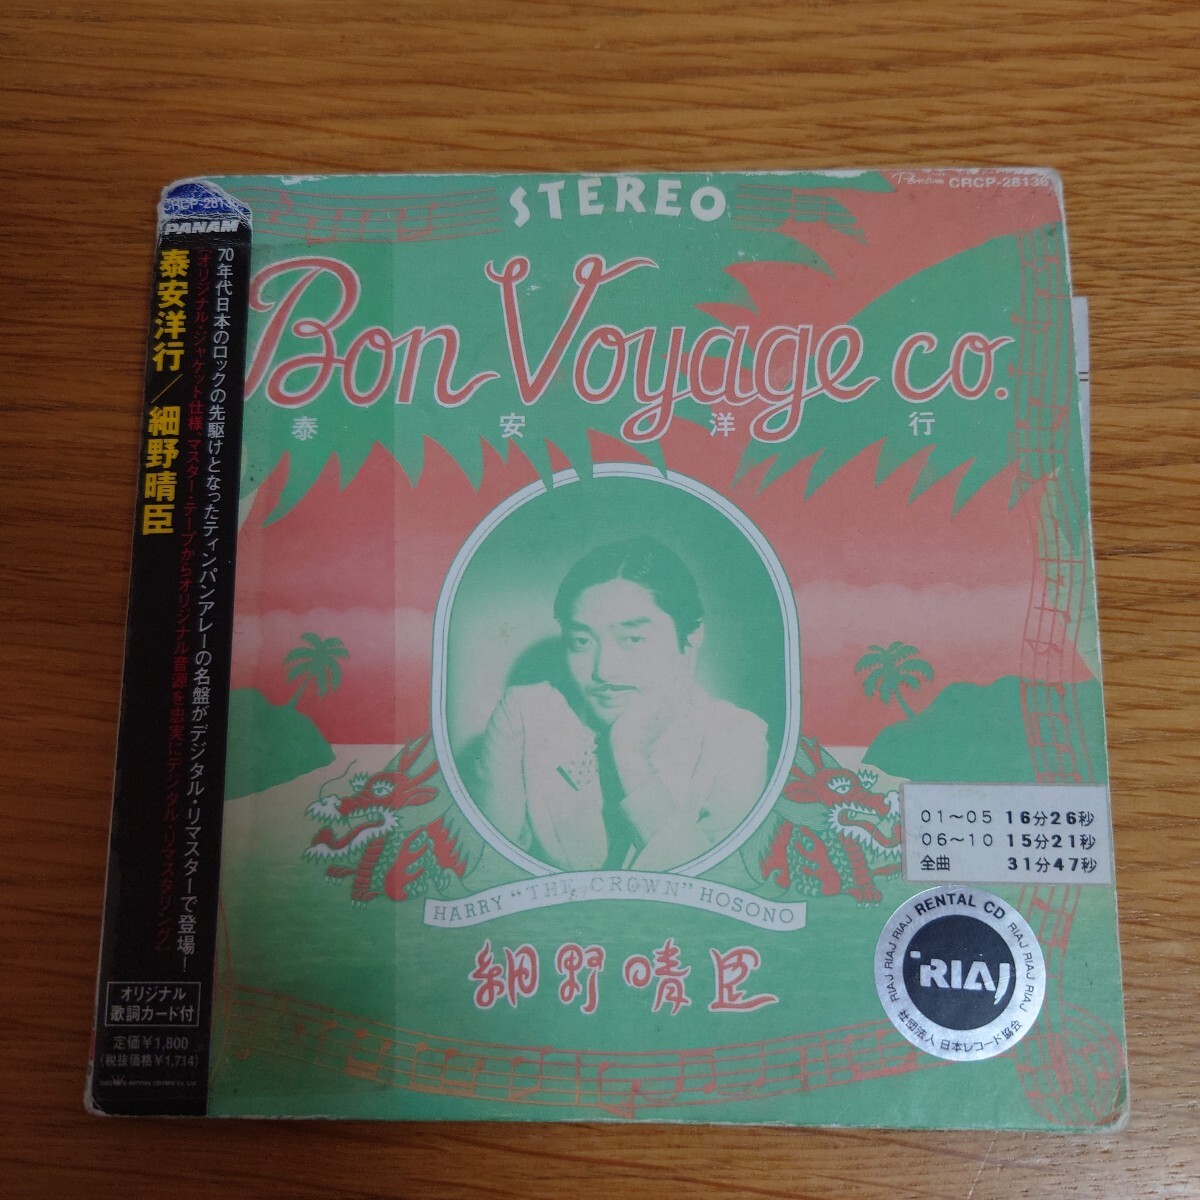 CRCP-2813
PANAM
泰安洋行／細野晴臣
70年代日本のロックの先駆けとなったティンパンアレーの名盤がデジタル・リマスターで登場！
(オリジナル・ジャケット仕様、マスター・テープからオリジナル音源を忠実にデジタル・リマスタリング)
オリジナル
歌詞カード付
定価￥1,800
(税抜価格￥1,714)
STEREO
Panam CRCP-28136
Bon Voyage co.
泰安洋行
HARRY "THE CROWN" HOSONO
細野晴臣
01〜05 16分26秒
06〜10 15分21秒
全曲 31分47秒
RIAJ RIAJ RIAJ RENTAL CD RIAJ RIAJ RIAJ
RIAJ
社団法人 日本レコード協会